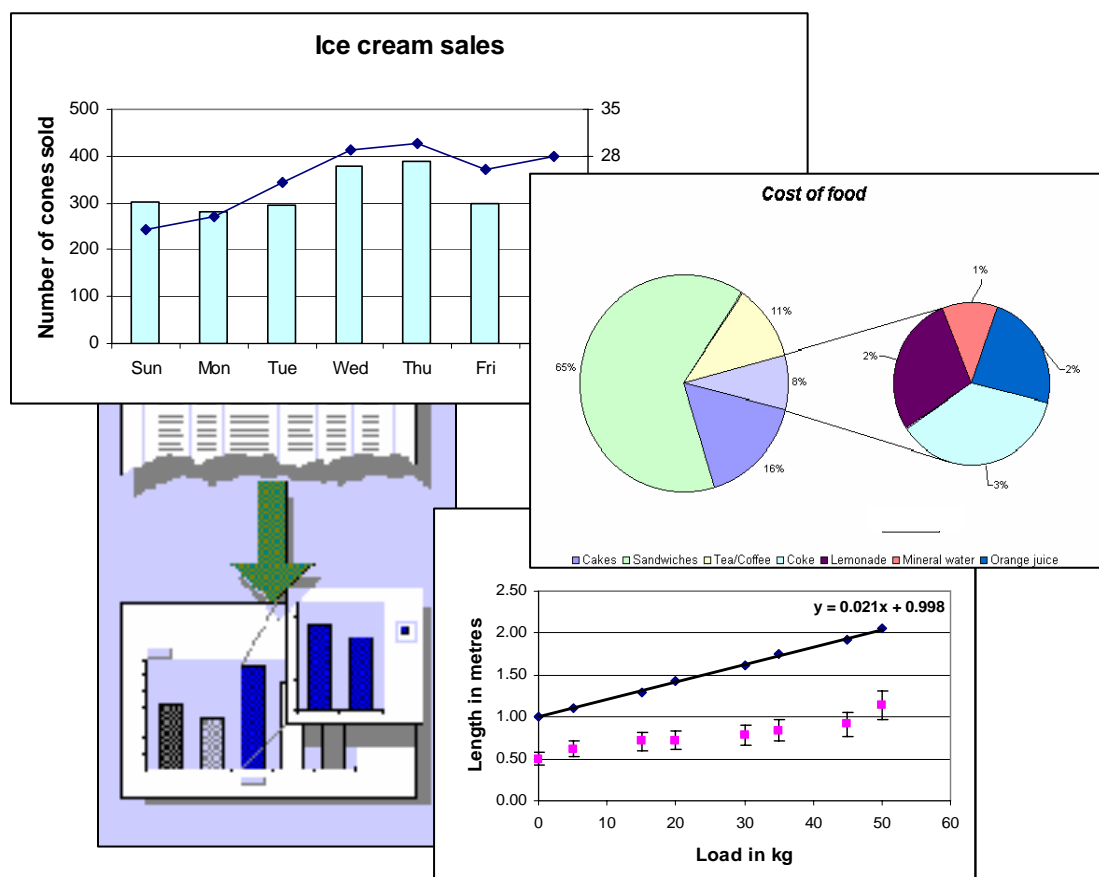 Ice cream sales
Number of cones sold
500
400
300
200
100
0
35
28
Sun Mon Tue Wed Thu Fri
Cost of food
65%
11%
8%
16%
1%
2%
2%
3%
Cakes Sandwiches Tea/Coffee Coke Lemonade Mineral water Orange juice
y = 0.021x + 0.998
Length in metres
2.50
2.00
1.50
1.00
0.50
0.00
0 10 20 30 40 50 60
Load in kg